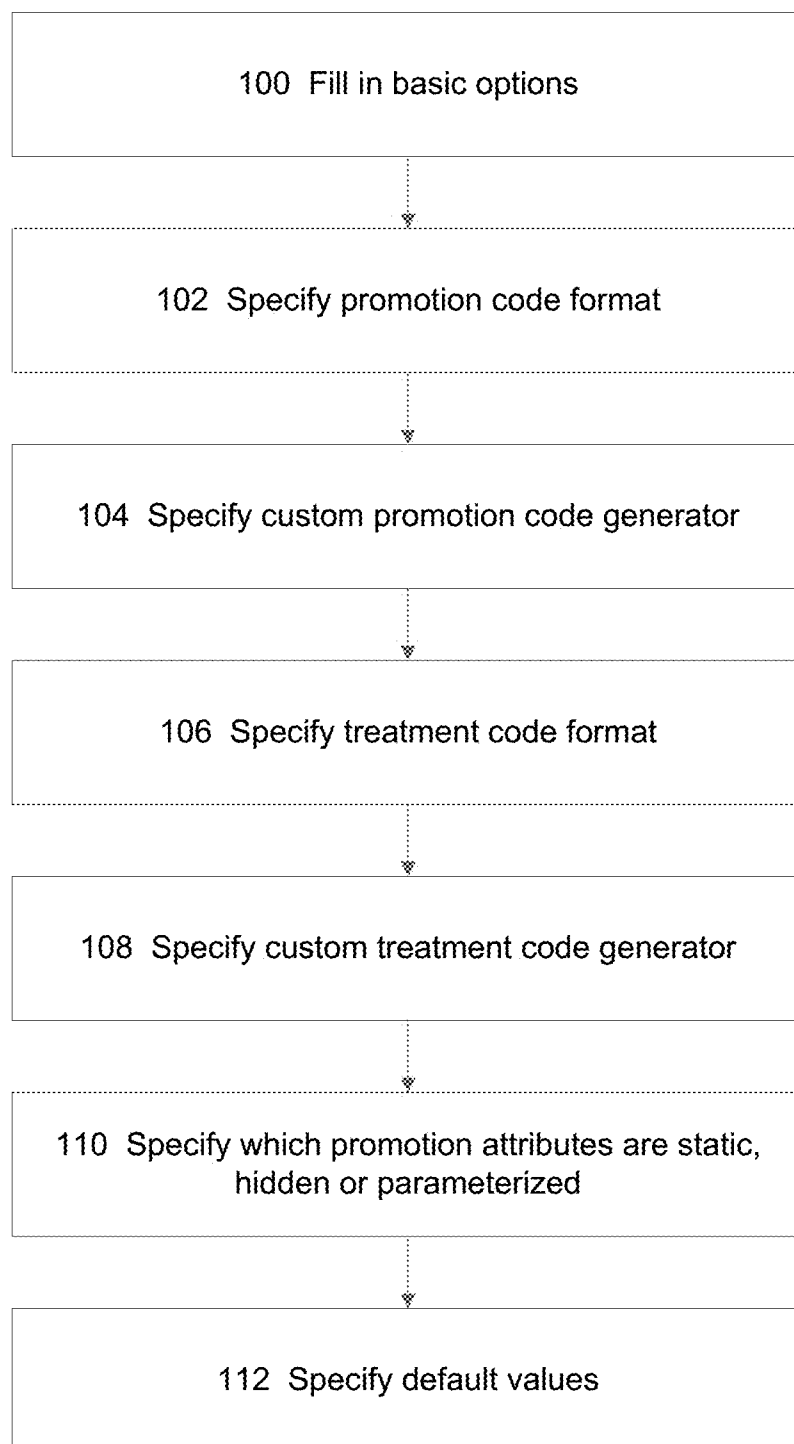 100 Fill in basic options
102 Specify promotion code format
104 Specify custom promotion code generator
106 Specify treatment code format
108 Specify custom treatment code generator
110 Specify which promotion attributes are static,
hidden or parameterized
112 Specify default values